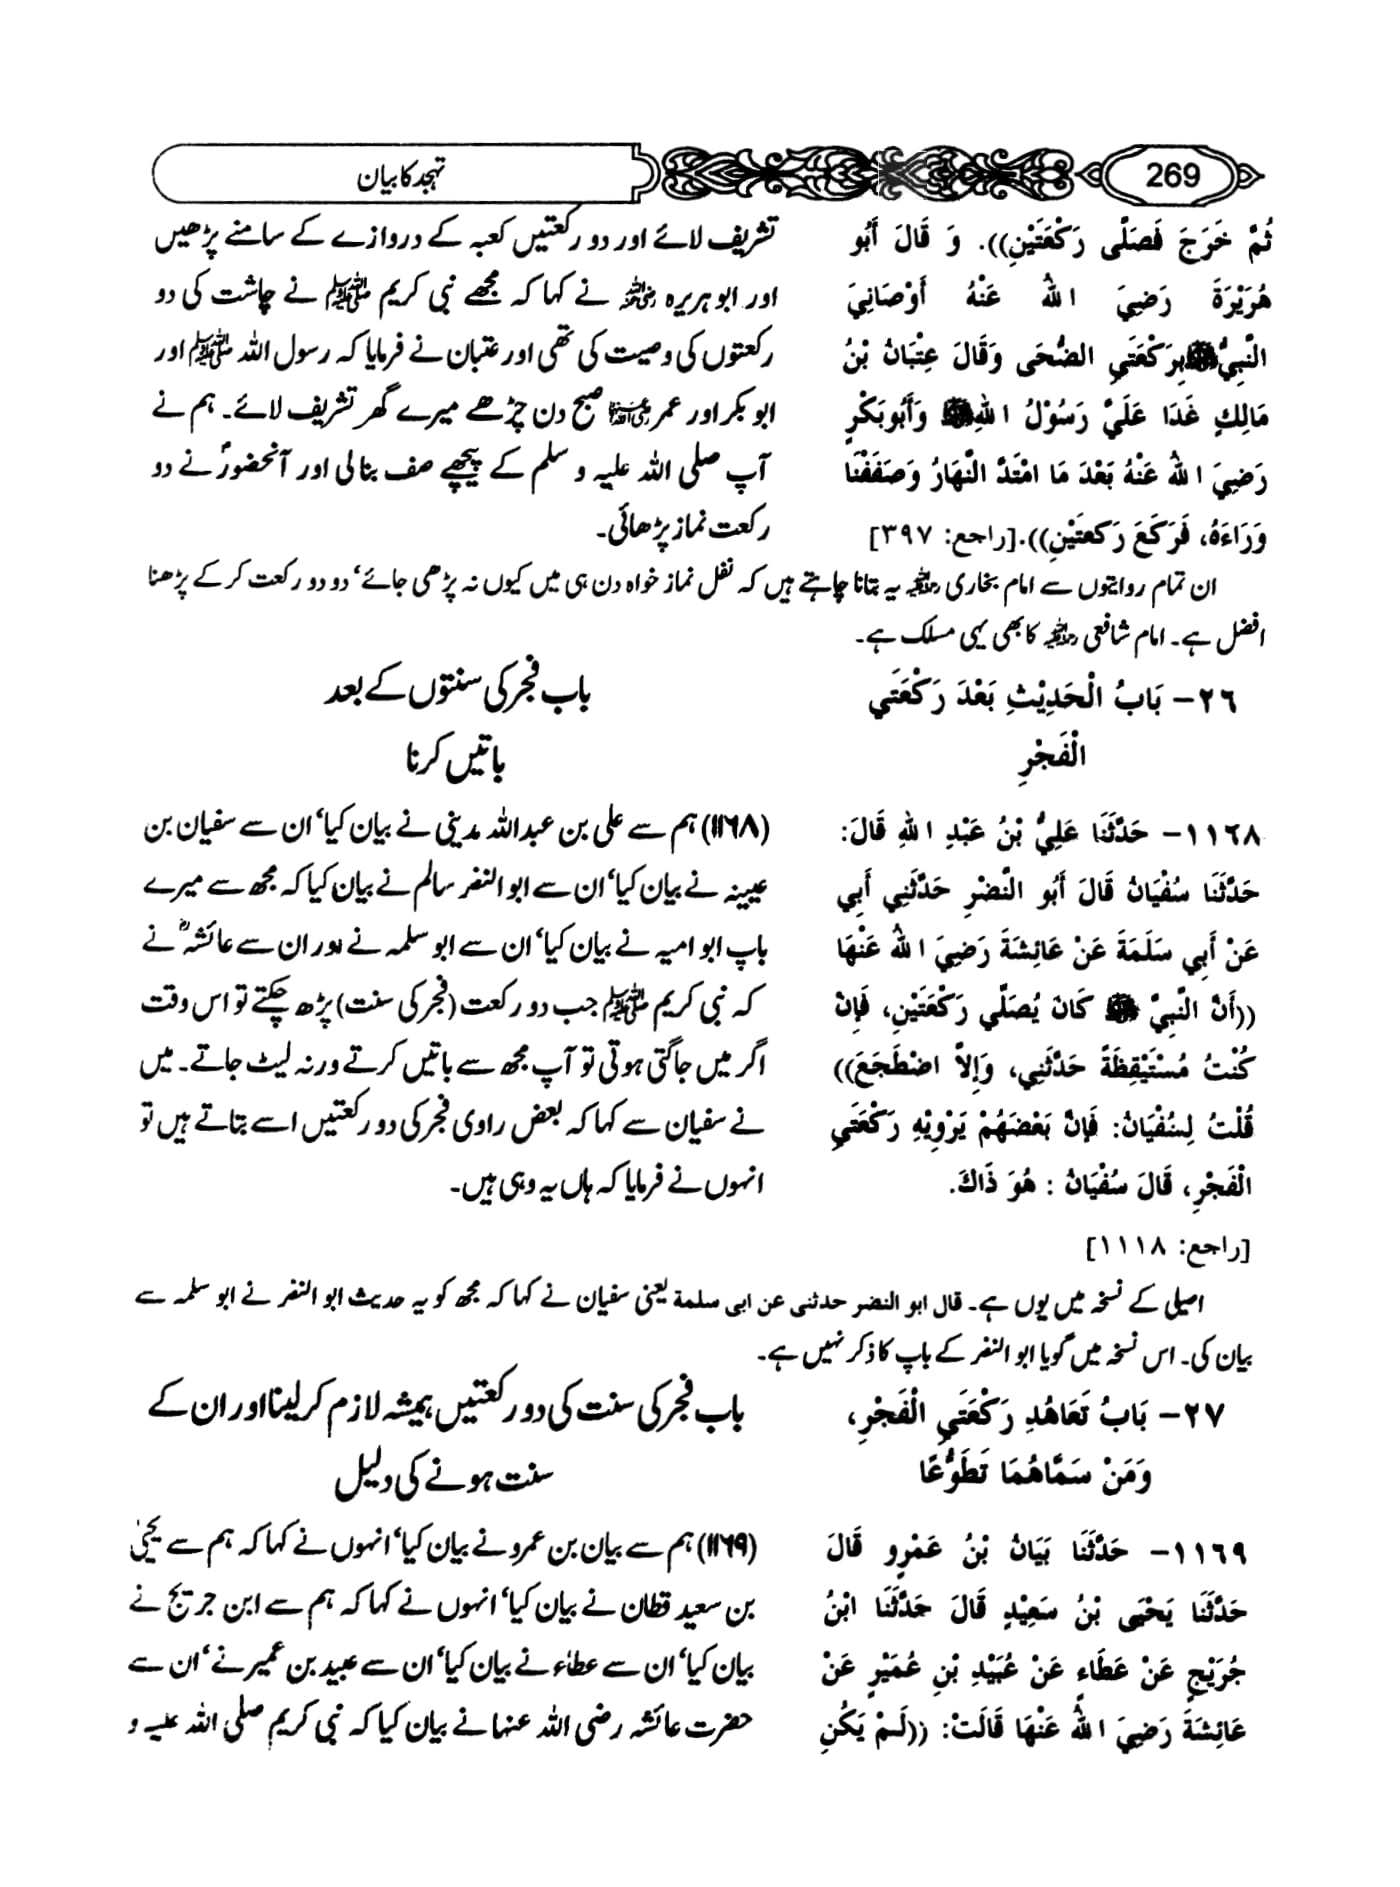 269
تہجد کا بیان
ثُمَّ خَرَجَ فَصَلَّى رَكْعَتَيْنِ)). وَ قَالَ أَبُو
هُرَيْرَةَ رَضِيَ اللهُ عَنْهُ أَوْصَانِيَ
النَّبِيُّ ﷺ بِرَكْعَتَيِ الضُّحَى وَقَالَ عِتْبَانُ بْنُ
مَالِكٍ غَدَا عَلَيَّ رَسُوْلُ اللهِ ﷺ وَأَبُوبَكْرٍ
رَضِيَ اللهُ عَنْهُ بَعْدَ مَا امْتَدَّ النَّهَارُ وَصَفَفْنَا
وَرَاءَهُ، فَرَكَعَ رَكعتَيْنِ)).[راجع: ٣٩٧]
تشریف لائے اور دو رکعتیں کعبہ کے دروازے کے سامنے پڑھیں
اور ابو ہریرہ رضی اللہ عنہ نے کہا کہ مجھے نبی کریم ﷺ نے چاشت کی دو
رکعتوں کی وصیت کی تھی اور عتبان نے فرمایا کہ رسول اللہ ﷺ اور
ابو بکر اور عمر رضی اللہ عنہما صبح دن چڑھے میرے گھر تشریف لائے۔ ہم نے
آپ صلی اللہ علیہ و سلم کے پیچھے صف بنالی اور آنحضورؐ نے دو
رکعت نماز پڑھائی۔
ان تمام روایتوں سے امام بخاری رحمہ اللہ یہ بتانا چاہتے ہیں کہ نفل نماز خواہ دن ہی میں کیوں نہ پڑھی جائے‘ دو دو رکعت کر کے پڑھنا
افضل ہے۔ امام شافعی رحمہ اللہ کا بھی یہی مسلک ہے۔
٢٦- بَابُ الْحَدِيْثِ بَعْدَ رَكْعَتَي
الْفَجْرِ
باب فجر کی سنتوں کے بعد
باتیں کرنا
١١٦٨- حَدَّثَنَا عَلِيُّ بْنُ عَبْدِ اللهِ قَالَ:
حَدَّثَنَا سُفْيَانُ قَالَ أَبُو النَّضْرِ حَدَّثَنِي أَبِي
عَنْ أَبِي سَلَمَةَ عَنْ عَائِشَةَ رَضِيَ اللهُ عَنْهَا
((أَنَّ النَّبِيَّ ﷺ كَانَ يُصَلِّي رَكْعَتَيْنِ، فَإِنْ
كُنْتُ مُسْتَيْقِظَةً حَدَّثَنِي، وَإِلاَّ اضْطَجَعَ))
قُلْتُ لِسُفْيَانُ: فَإِنَّ بَعْضَهُمْ يَرْوِيْهِ رَكْعَتَيِ
الْفَجْرِ، قَالَ سُفْيَانُ : هُوَ ذَاكَ.
[راجع: ١١١٨]
(۱۱۶۸) ہم سے علی بن عبداللہ مدینی نے بیان کیا‘ ان سے سفیان بن
عیینہ نے بیان کیا‘ ان سے ابو النضر سالم نے بیان کیا کہ مجھ سے میرے
باپ ابو امیہ نے بیان کیا‘ ان سے ابو سلمہ نے اور ان سے عائشہؓ نے
کہ نبی کریم ﷺ جب دو رکعت (فجر کی سنت) پڑھ چکتے تو اس وقت
اگر میں جاگتی ہوتی تو آپ مجھ سے باتیں کرتے ورنہ لیٹ جاتے۔ میں
نے سفیان سے کہا کہ بعض راوی فجر کی دو رکعتیں اسے بتاتے ہیں تو
انہوں نے فرمایا کہ ہاں یہ وہی ہیں۔
اصیلی کے نسخہ میں یوں ہے۔ قال ابو النضر حدثنی عن ابی سلمة یعنی سفیان نے کہا کہ مجھ کو یہ حدیث ابو النضر نے ابو سلمہ سے
بیان کی۔ اس نسخہ میں گویا ابو النضر کے باپ کا ذکر نہیں ہے۔
٢٧- بَابُ تَعَاهُدِ رَكْعَتَيِ الْفَجْرِ،
وَمَنْ سَمَّاهُمَا تَطَوُّعًا
باب فجر کی سنت کی دو رکعتیں ہمیشہ لازم کرلینا اور ان کے
سنت ہونے کی دلیل
١١٦٩- حَدَّثَنَا بَيَانُ بْنُ عَمْرٍو قَالَ
حَدَّثَنَا يَحْيَى بْنُ سَعِيْدٍ قَالَ حَدَّثَنَا ابْنُ
جُرَيْجٍ عَنْ عَطَاءٍ عَنْ عُبَيْدِ بْنِ عُمَيْرٍ عَنْ
عَائِشَةَ رَضِيَ اللهُ عَنْهَا قَالَتْ: ((لَمْ يَكُنِ
(۱۱۶۹) ہم سے بیان بن عمرو نے بیان کیا‘ انہوں نے کہا کہ ہم سے یحیٰ
بن سعید قطان نے بیان کیا‘ انہوں نے کہا کہ ہم سے ابن جریج نے
بیان کیا‘ ان سے عطاء نے بیان کیا‘ ان سے عبید بن عمیر نے‘ ان سے
حضرت عائشہ رضی اللہ عنہا نے بیان کیا کہ نبی کریم صلی اللہ علیہ و